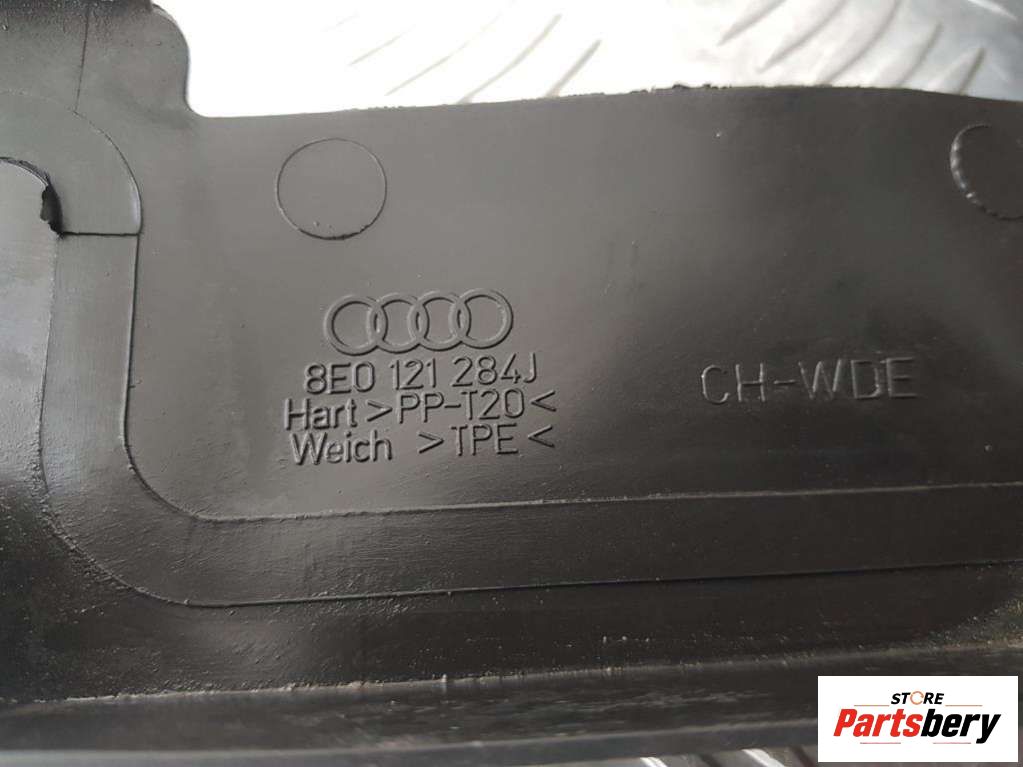 8E0 121 284J
Hart >PP-T20<
Weich >TPE<
CH-WDE
STORE
Partsbery